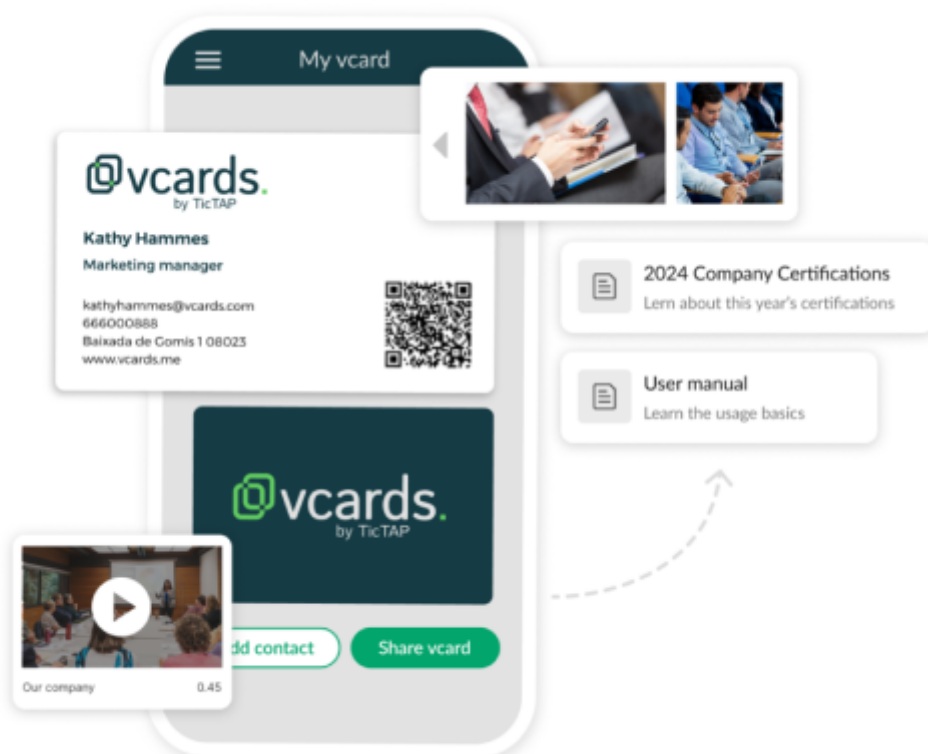 My vcard
vcards.
by TicTAP
Kathy Hammes
Marketing manager
kathyhammes@vcards.com
666000888
Baixada de Gomis 1 08023
www.vcards.me
2024 Company Certifications
Lern about this year's certifications
User manual
Learn the usage basics
vcards.
by TicTAP
dd contact
Share vcard
Our company
0.45